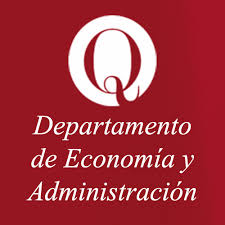 Q
Departamento
de Economía y
Administración